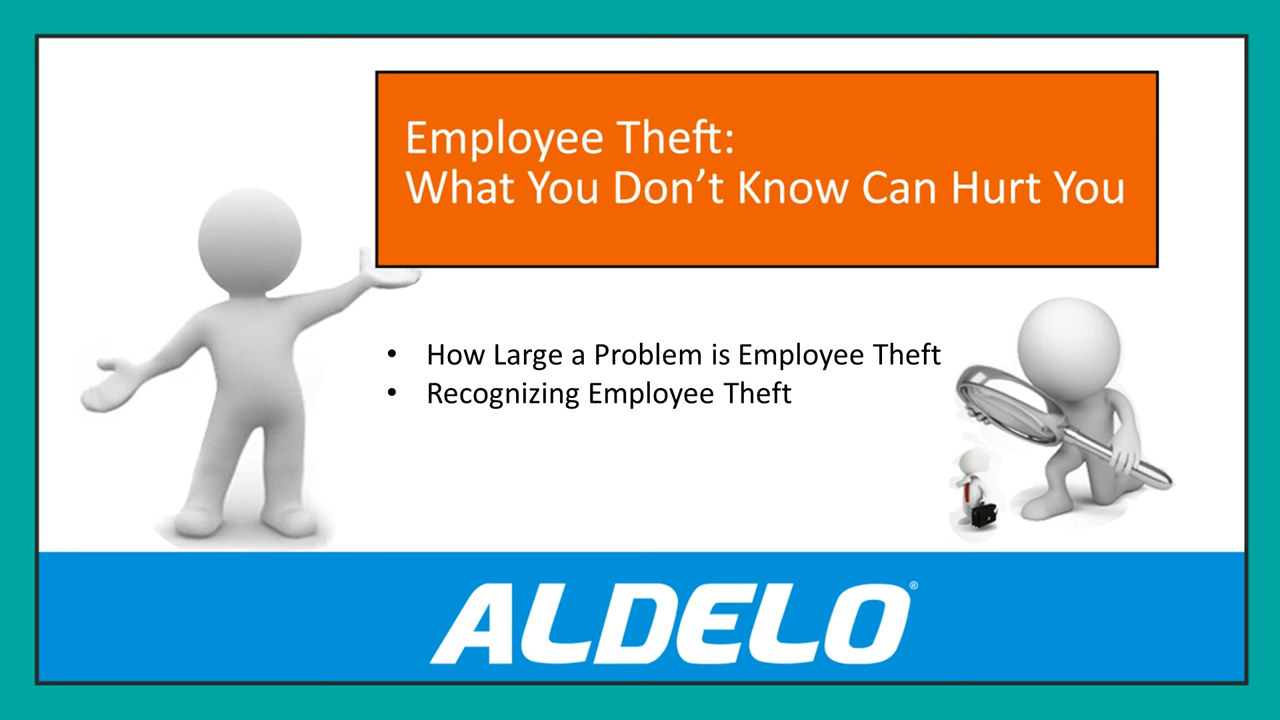 Employee Theft:
What You Don’t Know Can Hurt You
• How Large a Problem is Employee Theft
• Recognizing Employee Theft
ALDELO®